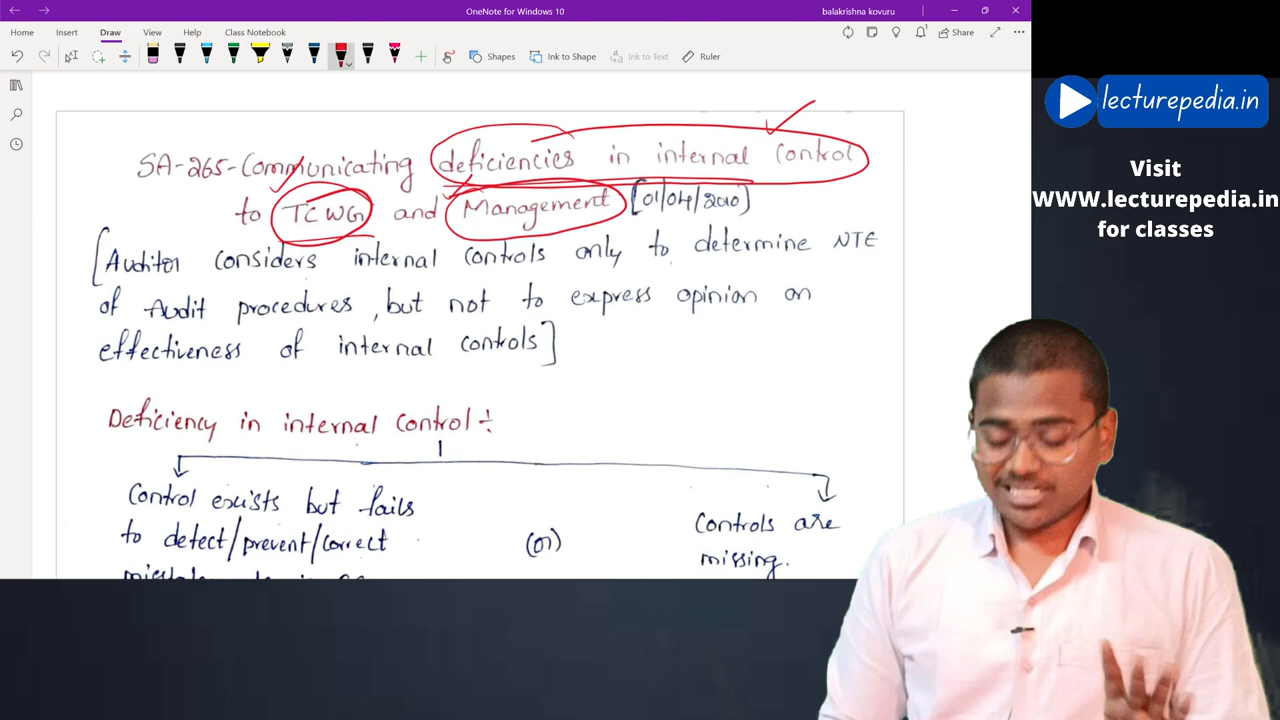 OneNote for Windows 10
balakrishna kovuru
Home Insert Draw View Help Class Notebook
Share
Shapes Ink to Shape Ink to Text Ruler
SA-265-Communicating deficiencies in internal control
to TCWG and Management [01/04/2010]
[Auditor considers internal controls only to determine NTE
of Audit procedures, but not to express opinion on
effectiveness of internal controls]
Deficiency in internal control÷
Control exists but fails
to detect/prevent/correct
(or)
Controls are
missing.
lecturepedia.in
Visit
WWW.lecturepedia.in
for classes